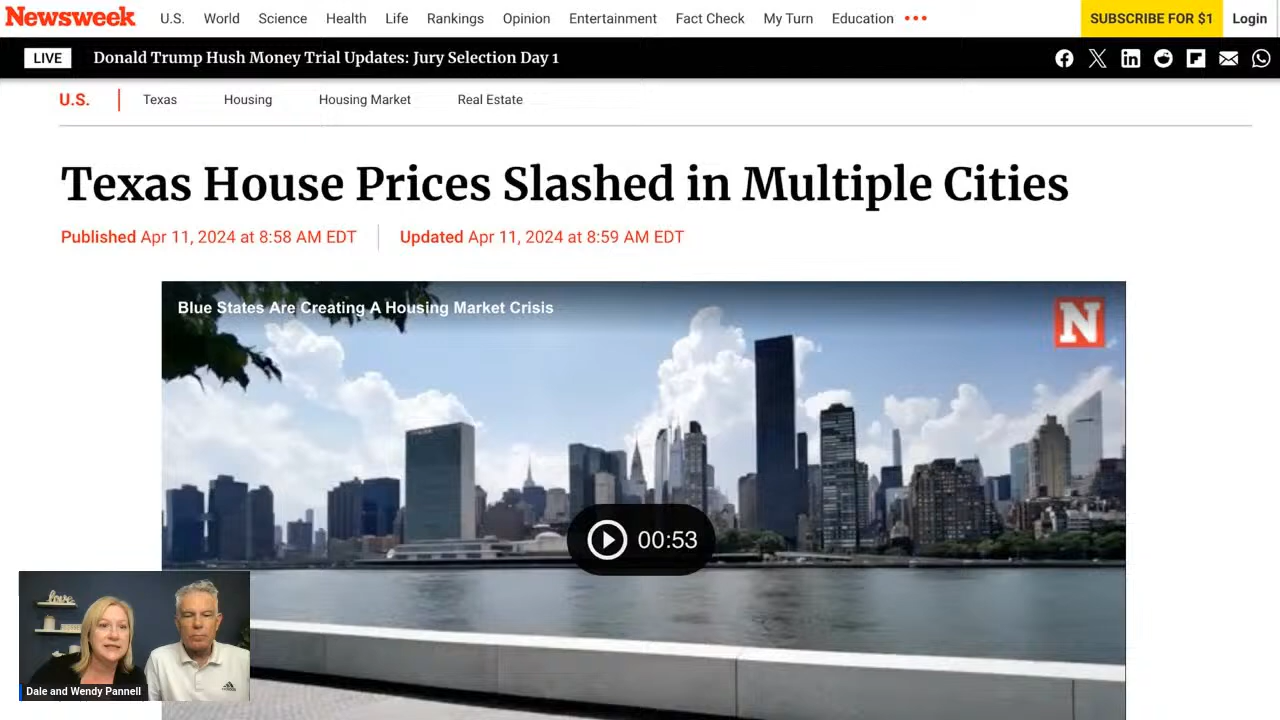 Newsweek U.S. World Science Health Life Rankings Opinion Entertainment Fact Check My Turn Education SUBSCRIBE FOR $1 Login
LIVE Donald Trump Hush Money Trial Updates: Jury Selection Day 1
U.S. Texas Housing Housing Market Real Estate
Texas House Prices Slashed in Multiple Cities
Published Apr 11, 2024 at 8:58 AM EDT Updated Apr 11, 2024 at 8:59 AM EDT
Blue States Are Creating A Housing Market Crisis N
00:53
love
Dale and Wendy Pannell